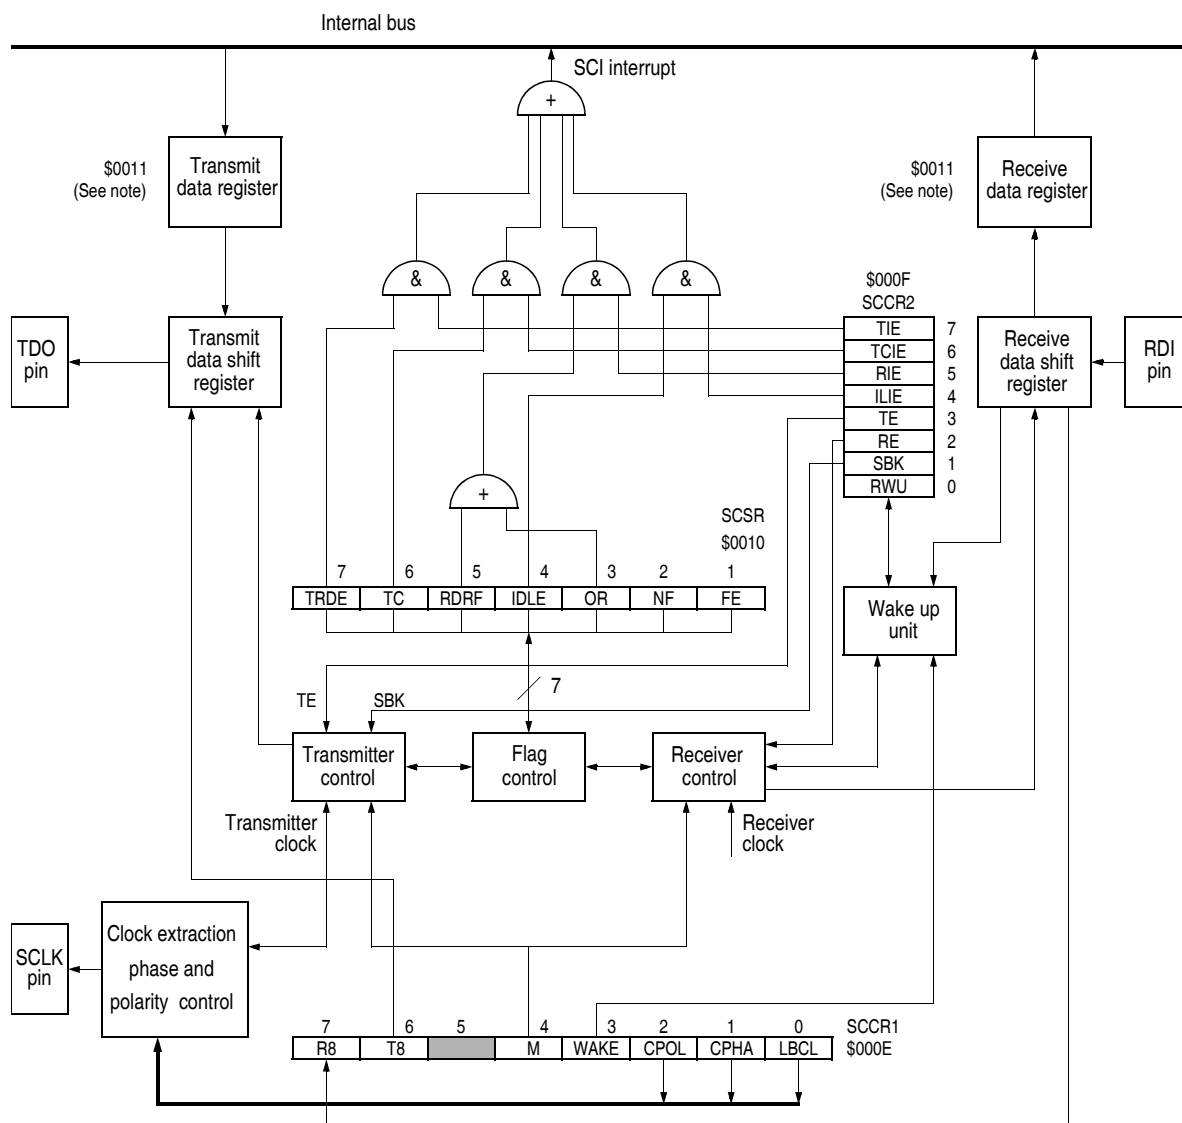 Internal bus
SCI interrupt
+
$0011
(See note)
Transmit
data register
$0011
(See note)
Receive
data register
&
&
&
&
$000F
SCCR2
TDO
pin
Transmit
data shift
register
TIE 7
TCIE 6
RIE 5
ILIE 4
TE 3
RE 2
SBK 1
RWU 0
Receive
data shift
register
RDI
pin
+
SCSR
$0010
7 6 5 4 3 2 1
TRDE TC RDRF IDLE OR NF FE
Wake up
unit
7
TE
SBK
Transmitter
control
Flag
control
Receiver
control
Transmitter
clock
Receiver
clock
SCLK
pin
Clock extraction
phase and
polarity control
7 6 5 4 3 2 1 0 SCCR1
R8 T8 M WAKE CPOL CPHA LBCL $000E